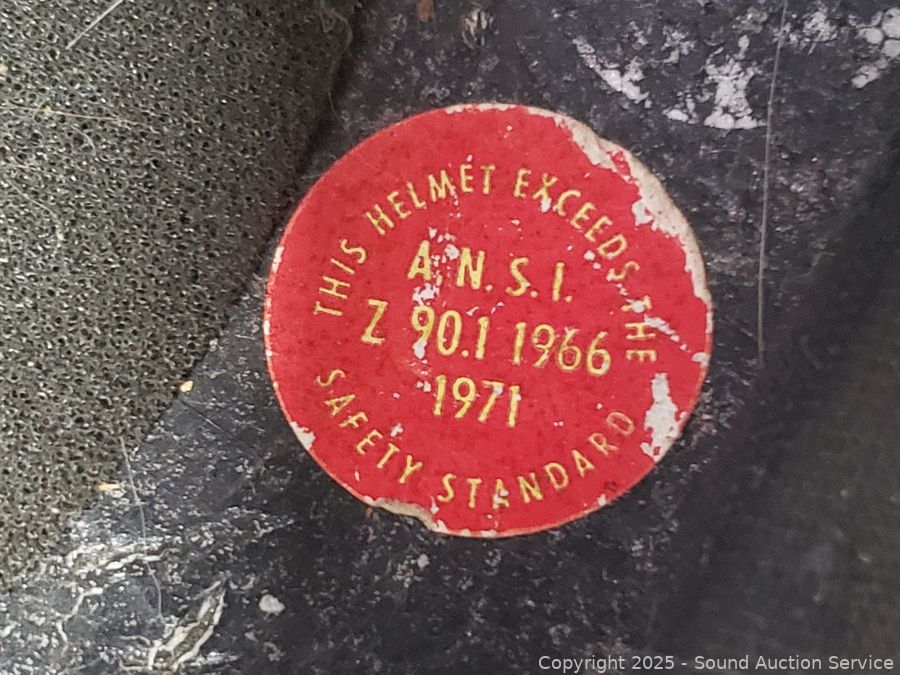 THIS HELMET EXCEEDS THE
A.N.S.I.
Z 90.1 1966
1971
SAFETY STANDARD
Copyright 2025 - Sound Auction Service